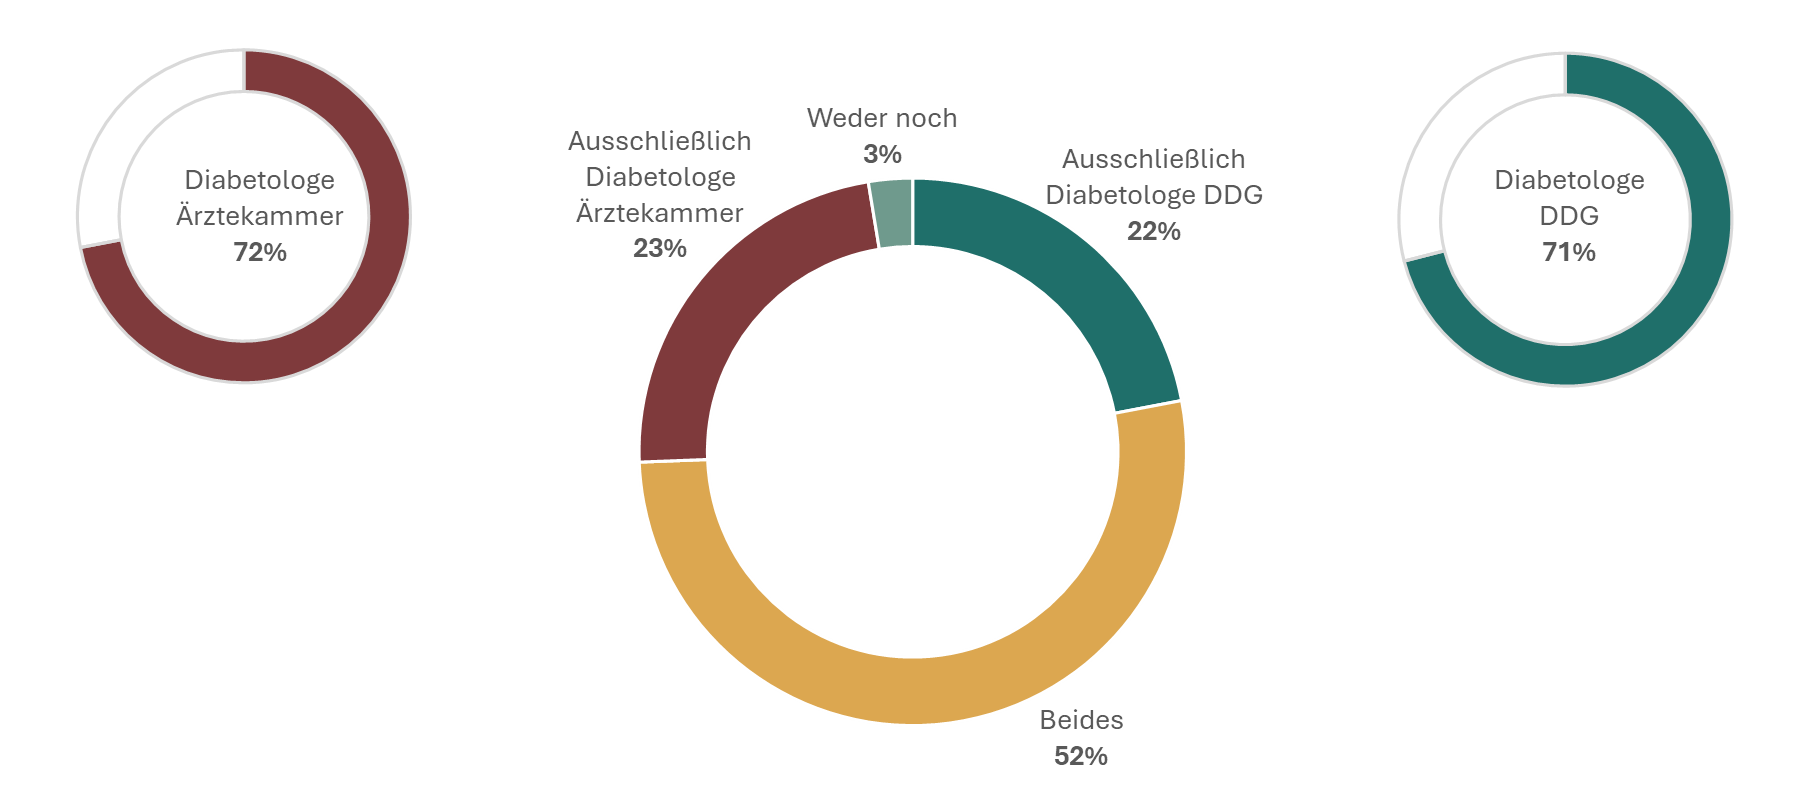 Diabetologe
Ärztekammer
72%
Ausschließlich
Diabetologe
Ärztekammer
23%
Weder noch
3%
Ausschließlich
Diabetologe DDG
22%
Beides
52%
Diabetologe
DDG
71%